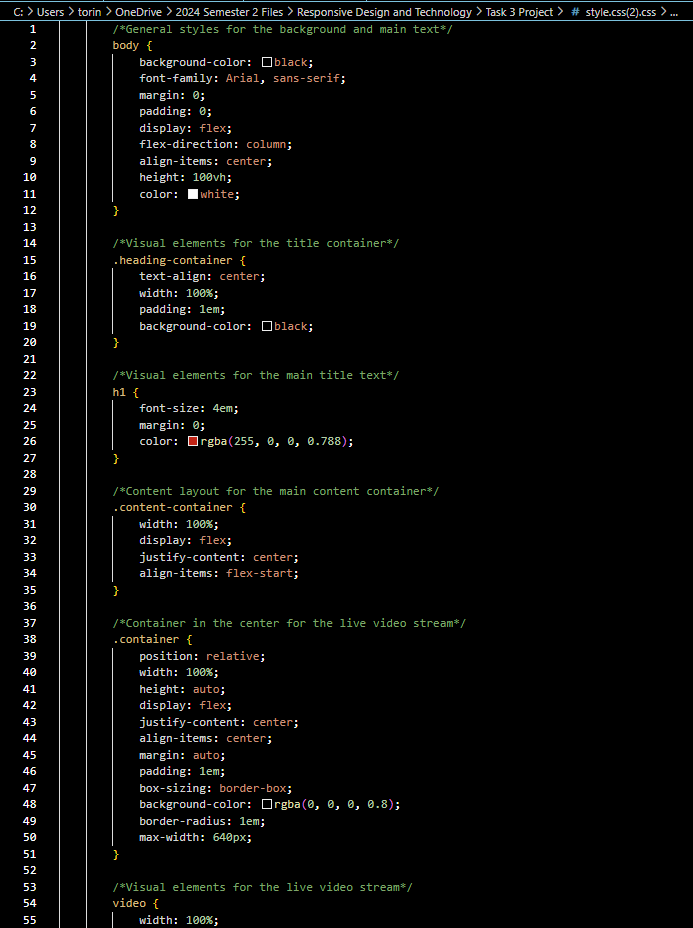 C: > Users > torin > OneDrive > 2024 Semester 2 Files > Responsive Design and Technology > Task 3 Project > # style.css(2).css > ...
1 /*General styles for the background and main text*/
2 body {
3 background-color: black;
4 font-family: Arial, sans-serif;
5 margin: 0;
6 padding: 0;
7 display: flex;
8 flex-direction: column;
9 align-items: center;
10 height: 100vh;
11 color: white;
12 }
13
14 /*Visual elements for the title container*/
15 .heading-container {
16 text-align: center;
17 width: 100%;
18 padding: 1em;
19 background-color: black;
20 }
21
22 /*Visual elements for the main title text*/
23 h1 {
24 font-size: 4em;
25 margin: 0;
26 color: rgba(255, 0, 0, 0.788);
27 }
28
29 /*Content layout for the main content container*/
30 .content-container {
31 width: 100%;
32 display: flex;
33 justify-content: center;
34 align-items: flex-start;
35 }
36
37 /*Container in the center for the live video stream*/
38 .container {
39 position: relative;
40 width: 100%;
41 height: auto;
42 display: flex;
43 justify-content: center;
44 align-items: center;
45 margin: auto;
46 padding: 1em;
47 box-sizing: border-box;
48 background-color: rgba(0, 0, 0, 0.8);
49 border-radius: 1em;
50 max-width: 640px;
51 }
52
53 /*Visual elements for the live video stream*/
54 video {
55 width: 100%;